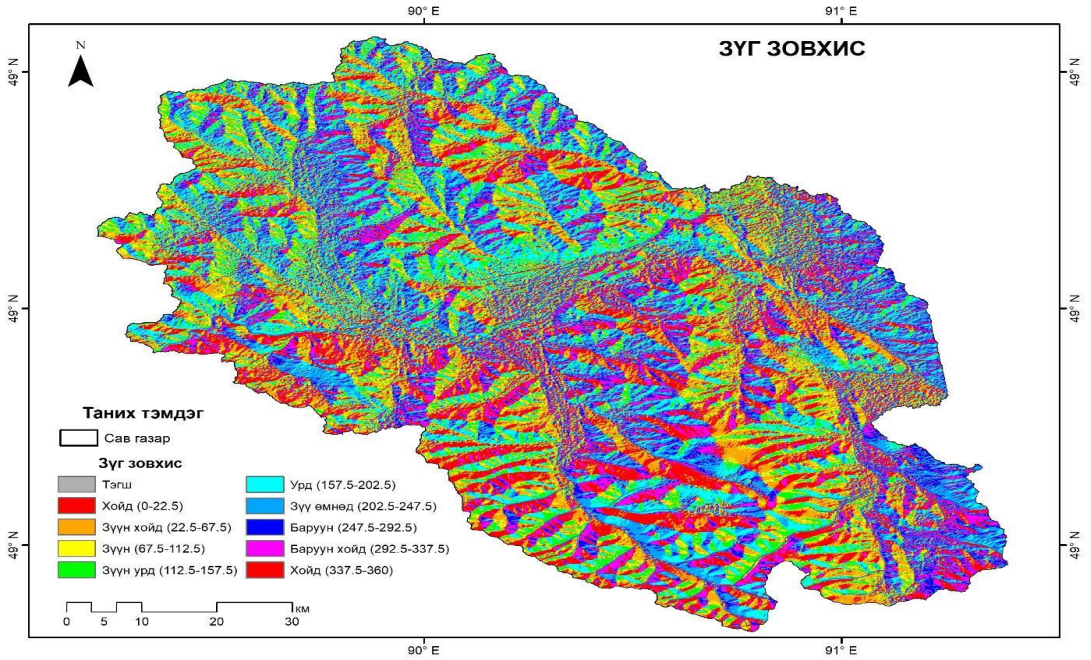 90° E 91° E
ЗҮГ ЗОВХИС
N
49° N 49° N
49° N 49° N
49° N 49° N
Таних тэмдэг
Сав газар
Зүг зовхис
Тэгш
Хойд (0-22.5)
Зүүн хойд (22.5-67.5)
Зүүн (67.5-112.5)
Зүүн урд (112.5-157.5)
Урд (157.5-202.5)
Зүү өмнөд (202.5-247.5)
Баруун (247.5-292.5)
Баруун хойд (292.5-337.5)
Хойд (337.5-360)
км
0 5 10 20 30
90° E 91° E